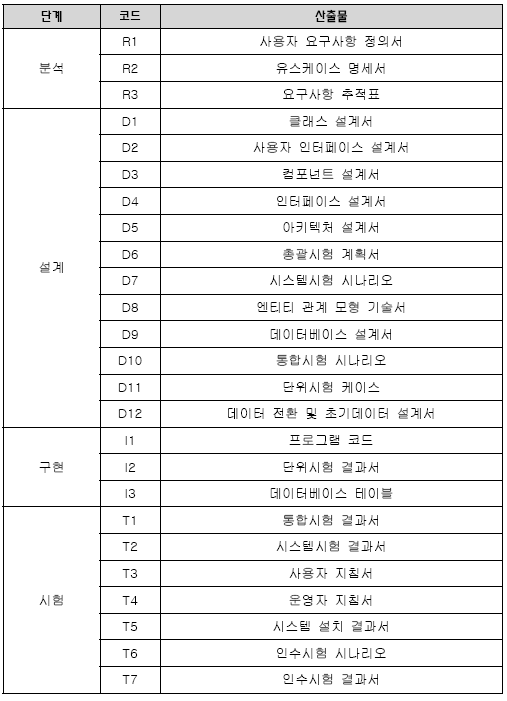 단계 코드 산출물
분석
R1 사용자 요구사항 정의서
R2 유스케이스 명세서
R3 요구사항 추적표
설계
D1 클래스 설계서
D2 사용자 인터페이스 설계서
D3 컴포넌트 설계서
D4 인터페이스 설계서
D5 아키텍처 설계서
D6 총괄시험 계획서
D7 시스템시험 시나리오
D8 엔티티 관계 모형 기술서
D9 데이터베이스 설계서
D10 통합시험 시나리오
D11 단위시험 케이스
D12 데이터 전환 및 초기데이터 설계서
구현
I1 프로그램 코드
I2 단위시험 결과서
I3 데이터베이스 테이블
시험
T1 통합시험 결과서
T2 시스템시험 결과서
T3 사용자 지침서
T4 운영자 지침서
T5 시스템 설치 결과서
T6 인수시험 시나리오
T7 인수시험 결과서